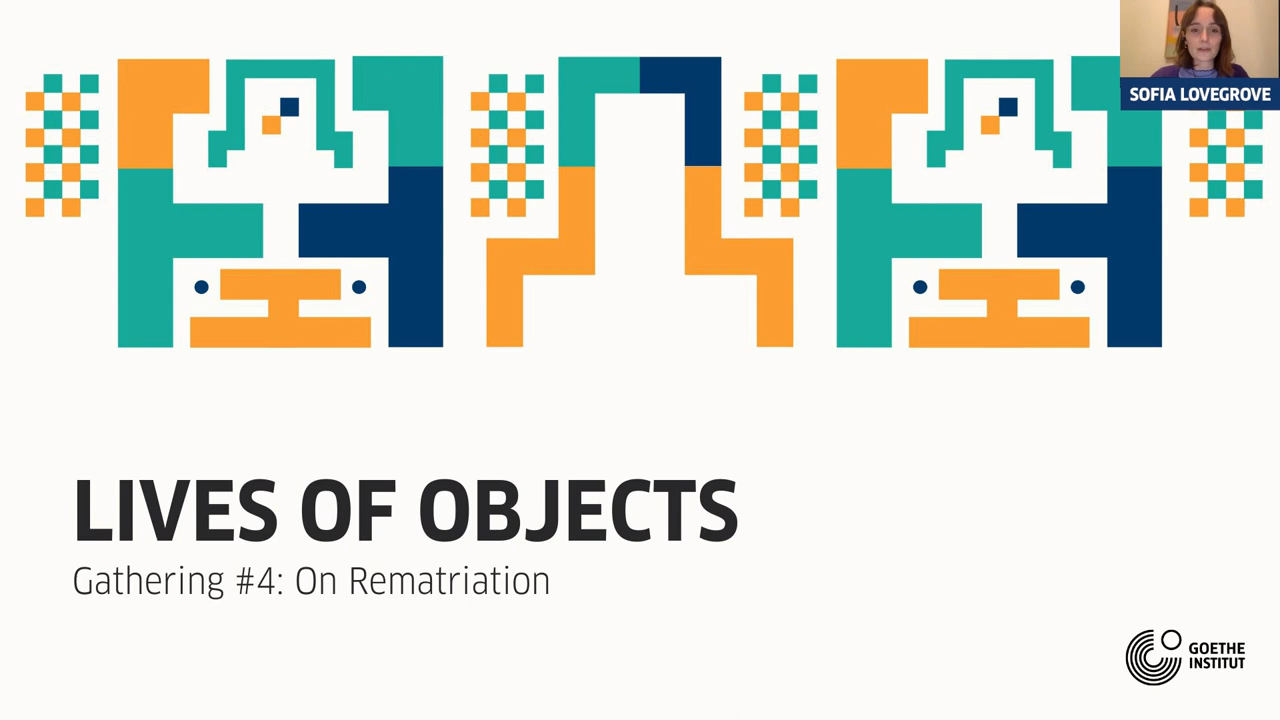 SOFIA LOVEGROVE
LIVES OF OBJECTS
Gathering #4: On Rematriation
GOETHE
INSTITUT